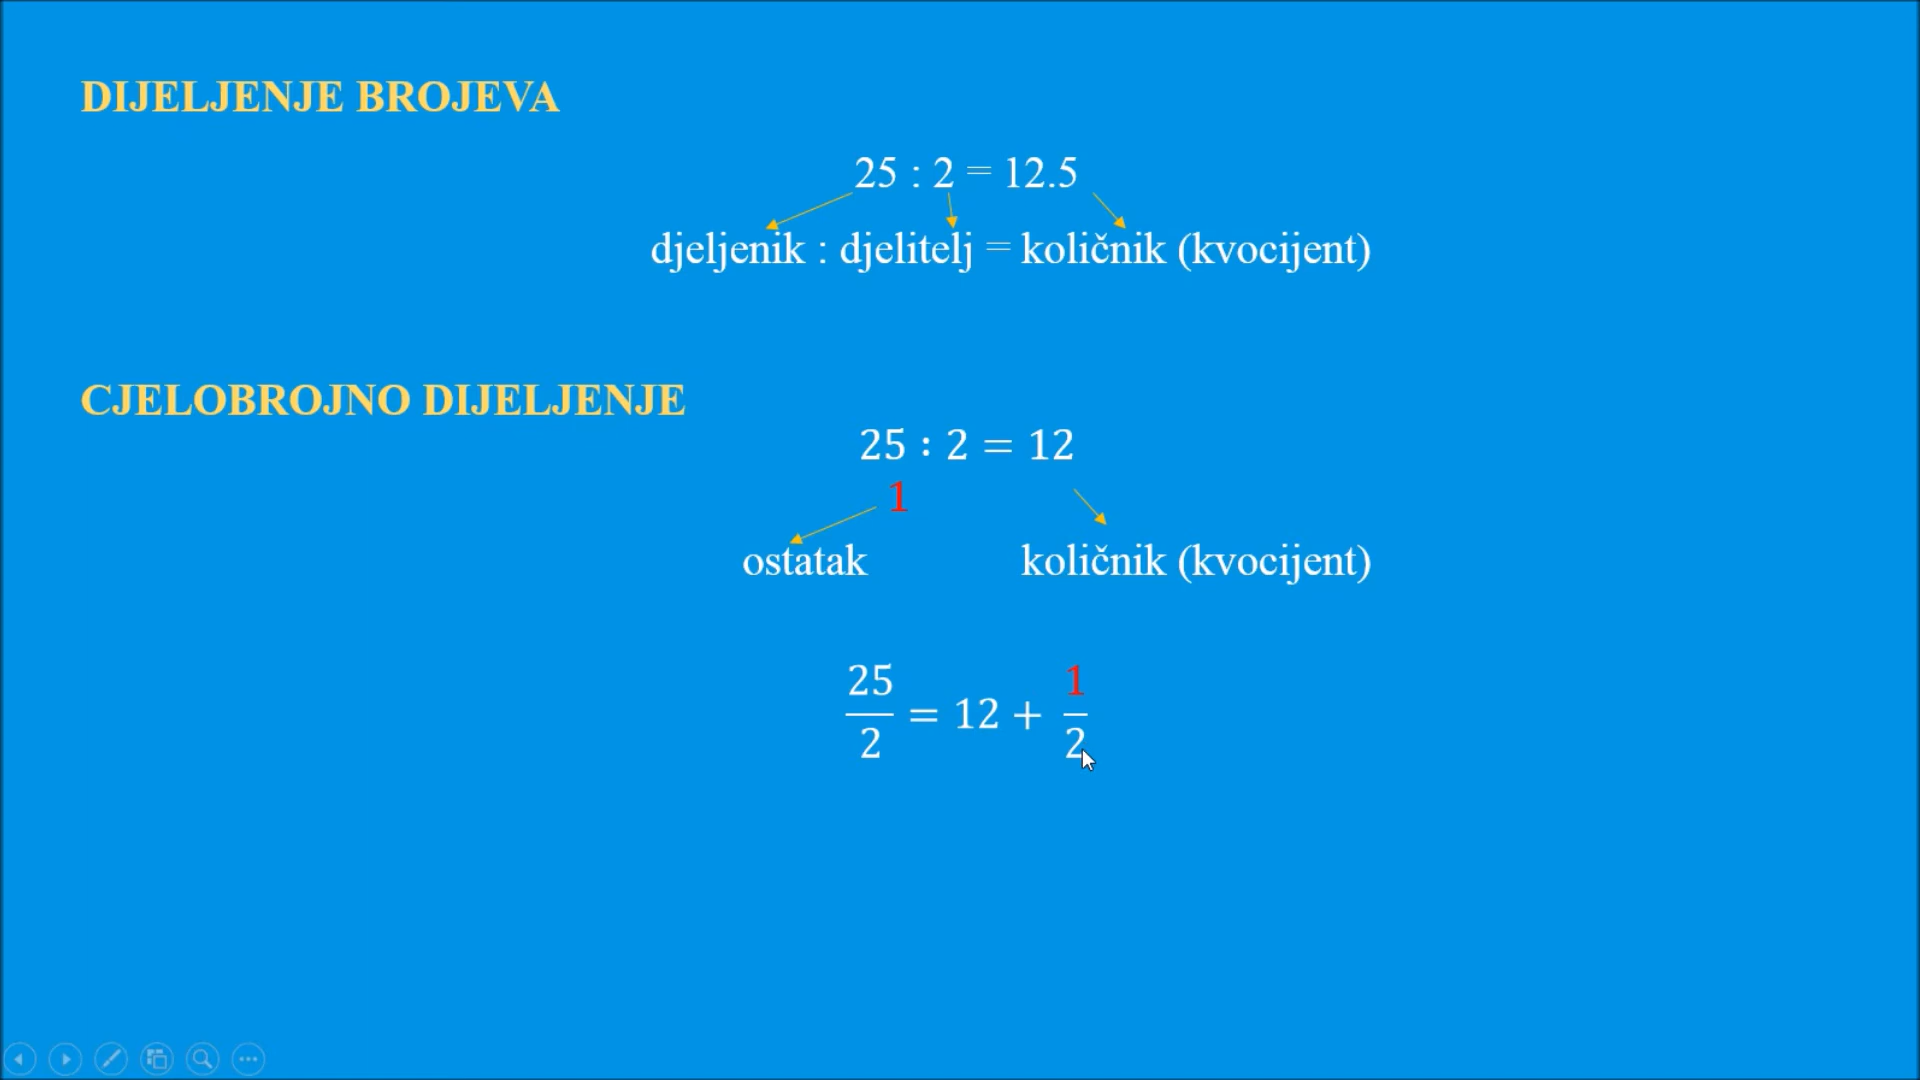 DIJELJENJE BROJEVA
25 : 2 = 12.5
djeljenik : djelitelj = količnik (kvocijent)
CJELOBROJNO DIJELJENJE
25 : 2 = 12
1
ostatak količnik (kvocijent)
25/2 = 12 + 1/2